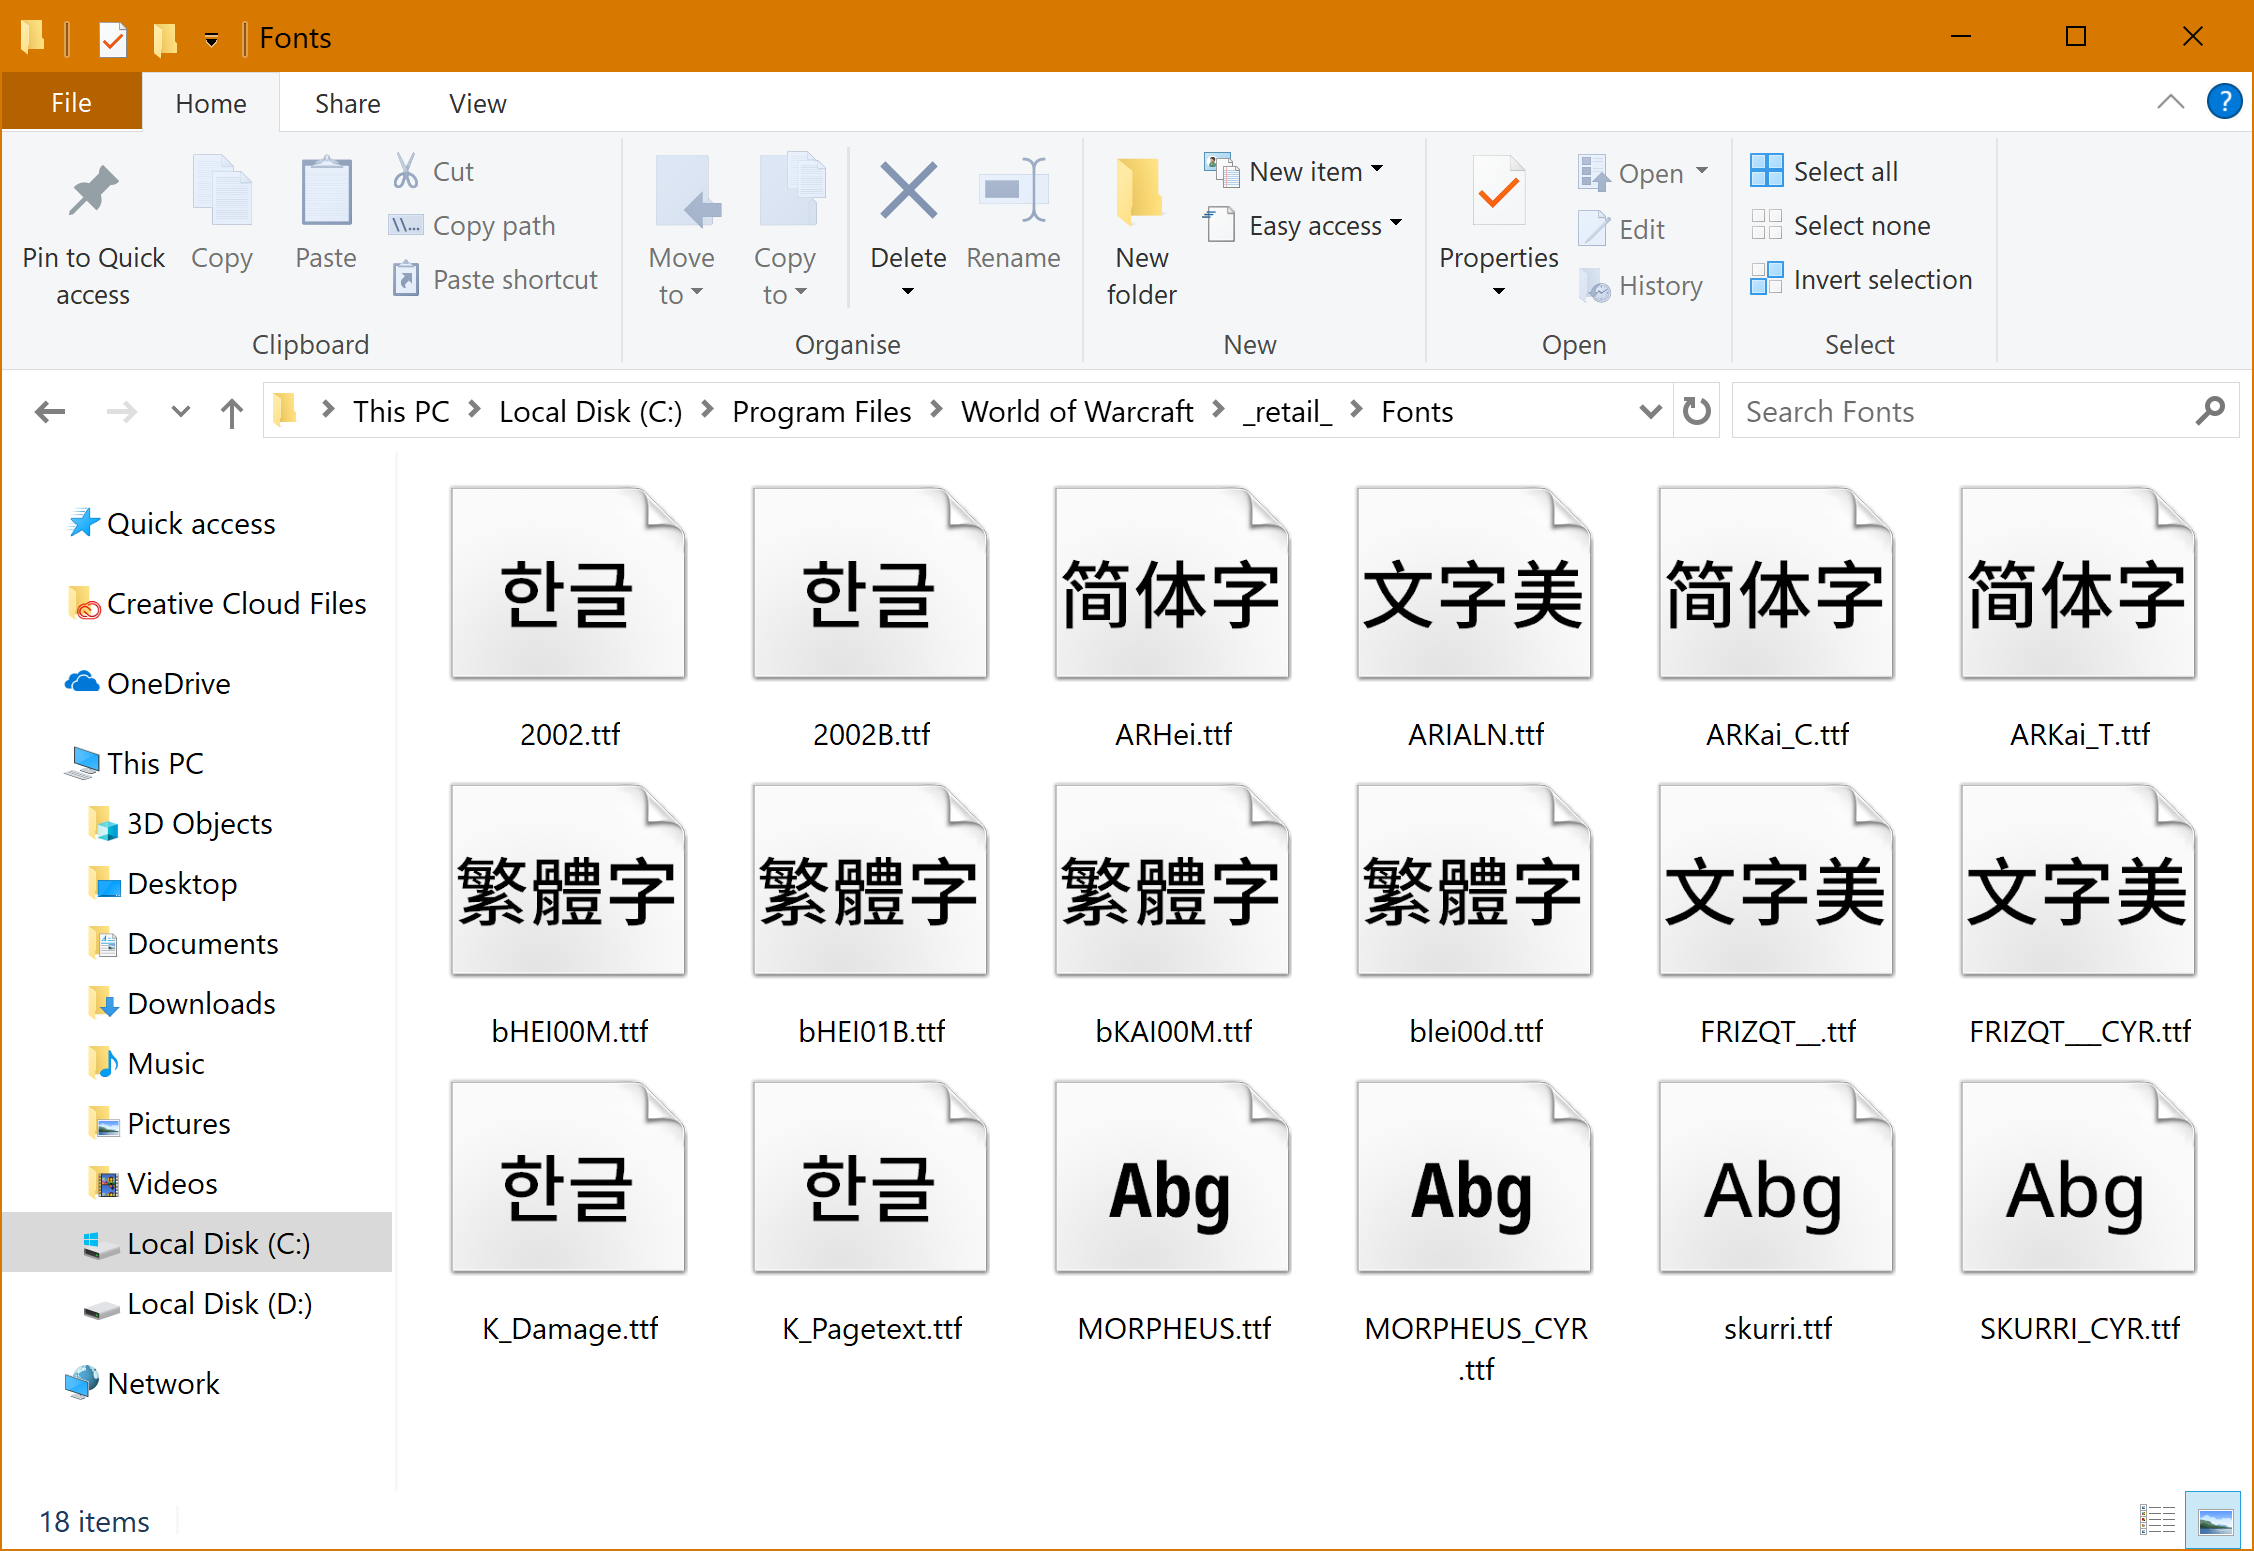 Fonts
File Home Share View
Pin to Quick access
Copy
Paste
Cut
Copy path
Paste shortcut
Clipboard
Move to
Copy to
Delete
Rename
Organise
New folder
New item
Easy access
New
Properties
Open
Edit
History
Open
Select all
Select none
Invert selection
Select
This PC Local Disk (C:) Program Files World of Warcraft _retail_ Fonts
Search Fonts
Quick access
Creative Cloud Files
OneDrive
This PC
3D Objects
Desktop
Documents
Downloads
Music
Pictures
Videos
Local Disk (C:)
Local Disk (D:)
Network
한글 한글 简体字 文字美 简体字 简体字
2002.ttf 2002B.ttf ARHei.ttf ARIALN.ttf ARKai_C.ttf ARKai_T.ttf
繁體字 繁體字 繁體字 繁體字 文字美 文字美
bHEI00M.ttf bHEI01B.ttf bKAI00M.ttf blei00d.ttf FRIZQT__.ttf FRIZQT___CYR.ttf
한글 한글 Abg Abg Abg Abg
K_Damage.ttf K_Pagetext.ttf MORPHEUS.ttf MORPHEUS_CYR.ttf skurri.ttf SKURRI_CYR.ttf
18 items